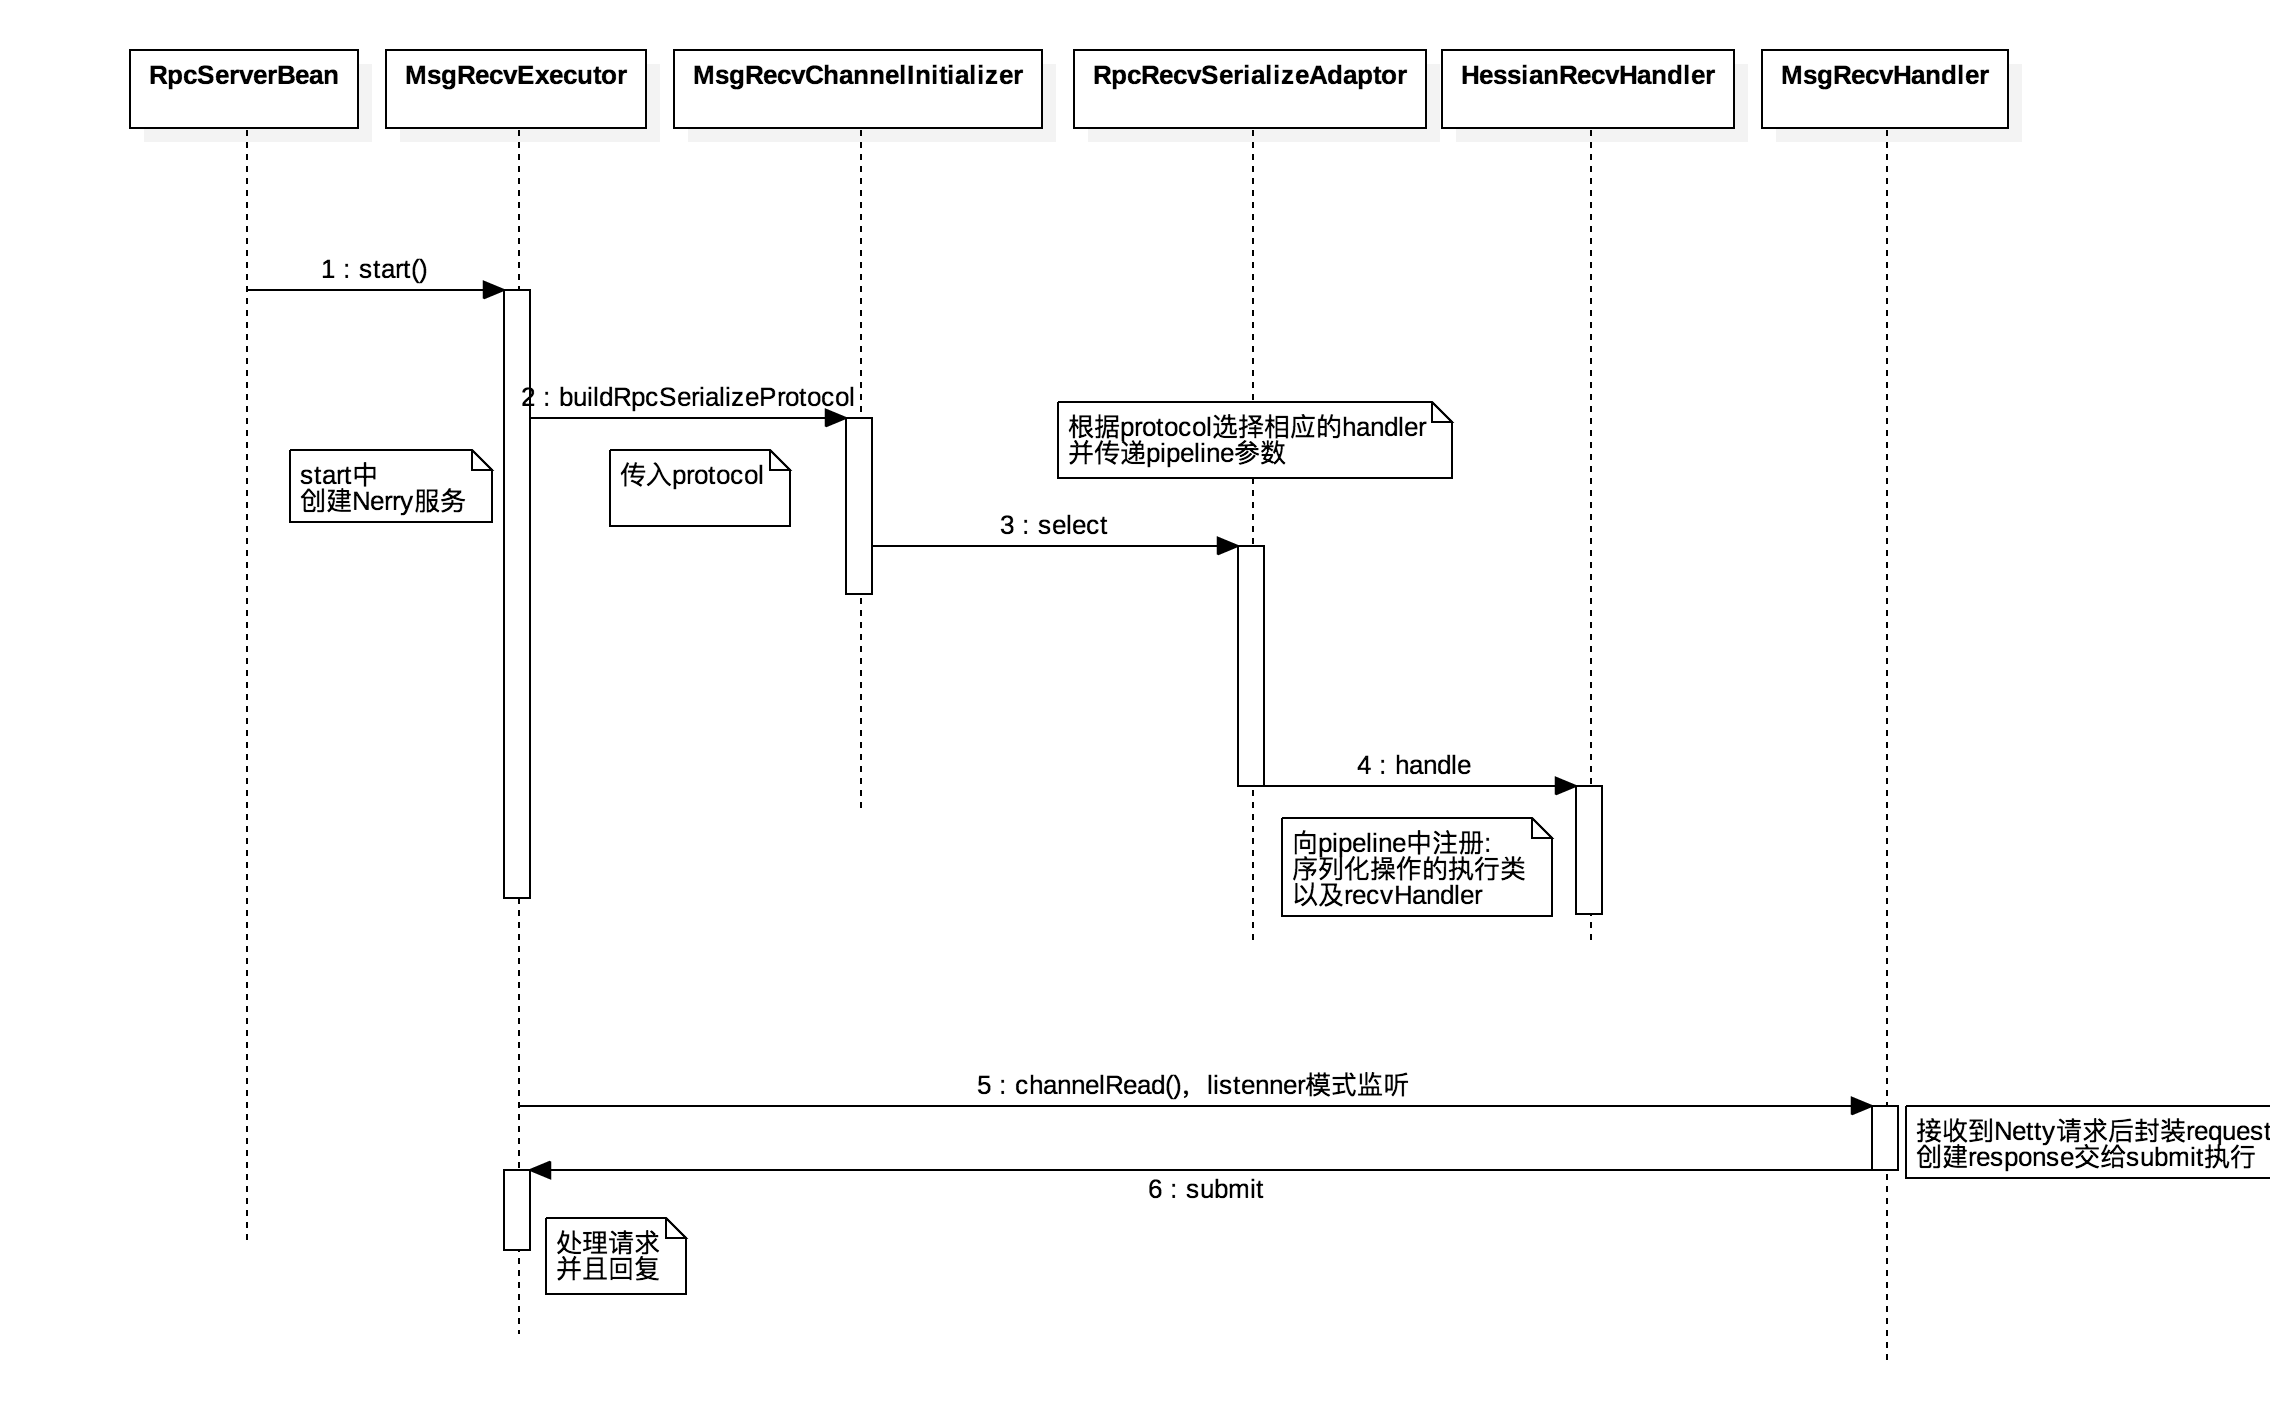 RpcServerBean
MsgRecvExecutor
MsgRecvChannelInitializer
RpcRecvSerializeAdaptor
HessianRecvHandler
MsgRecvHandler
1 : start()
2 : buildRpcSerializeProtocol
根据protocol选择相应的handler
并传递pipeline参数
start中
创建Nerry服务
传入protocol
3 : select
4 : handle
向pipeline中注册:
序列化操作的执行类
以及recvHandler
5 : channelRead()，listenner模式监听
接收到Netty请求后封装request
创建response交给submit执行
6 : submit
处理请求
并且回复